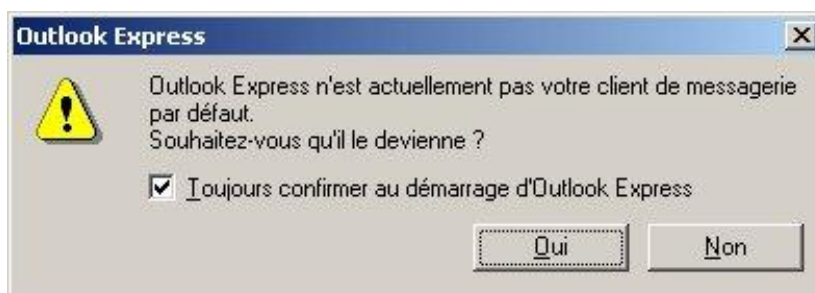 Outlook Express
Outlook Express n'est actuellement pas votre client de messagerie
par défaut.
Souhaitez-vous qu'il le devienne ?
Toujours confirmer au démarrage d'Outlook Express
Oui Non